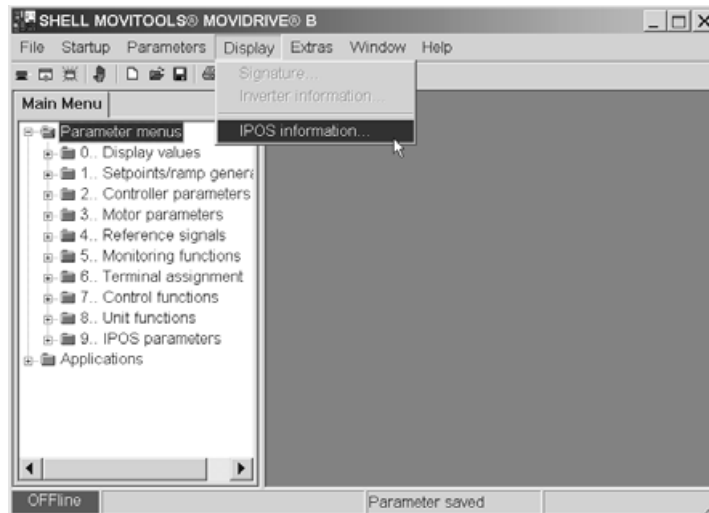 SHELL MOVITOOLS® MOVIDRIVE® B
File Startup Parameters Display Extras Window Help
Signature...
Inverter information...
IPOS information...
Main Menu
Parameter menus
0.. Display values
1.. Setpoints/ramp genera
2.. Controller parameters
3.. Motor parameters
4.. Reference signals
5.. Monitoring functions
6.. Terminal assignment
7.. Control functions
8.. Unit functions
9.. IPOS parameters
Applications
OFFline
Parameter saved